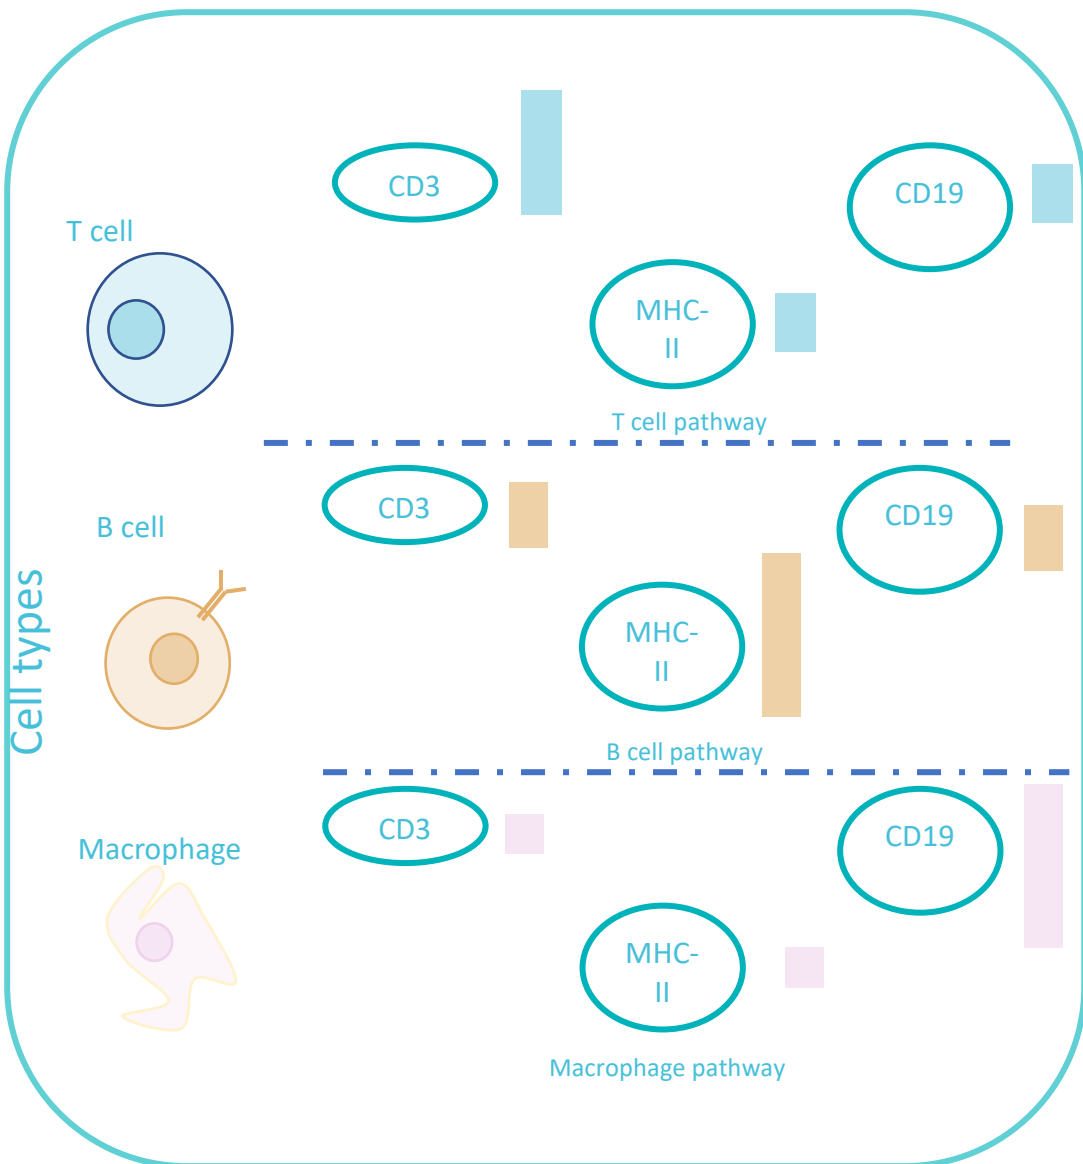 Cell types
T cell
CD3
CD19
MHC-
II
T cell pathway
B cell
CD3
CD19
MHC-
II
B cell pathway
Macrophage
CD3
CD19
MHC-
II
Macrophage pathway